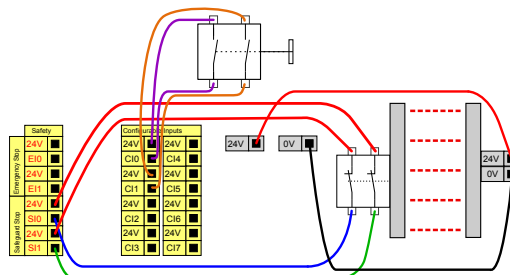 Safety
Emergency Stop
24V
EI0
24V
EI1
Safeguard Stop
24V
SI0
24V
SI1
Configurable Inputs
24V 24V
CI0 CI4
24V 24V
CI1 CI5
24V 24V
CI2 CI6
24V 24V
CI3 CI7
24V
0V
24V
0V